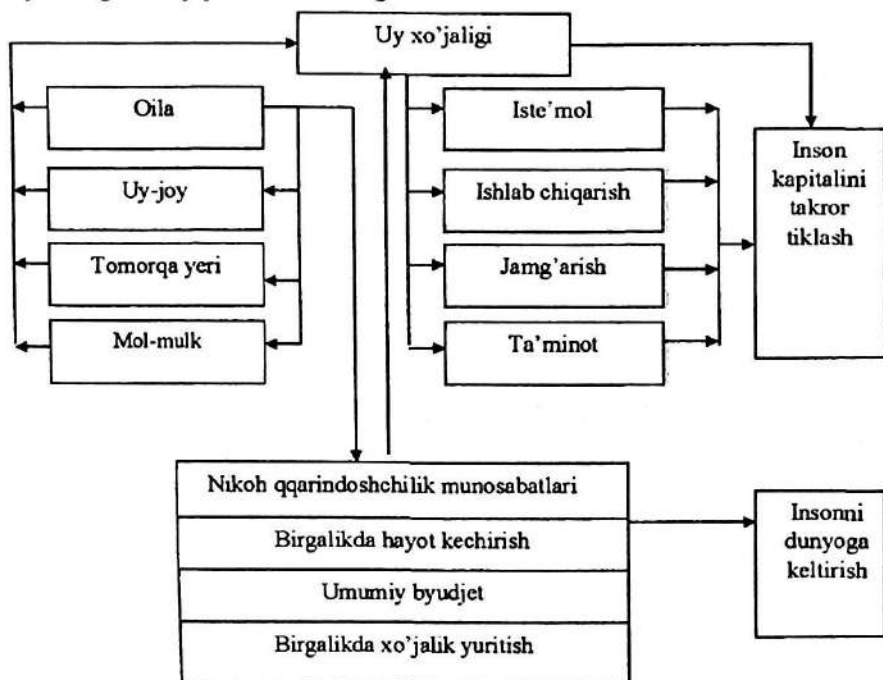 Uy xo’jaligi
Oila
Uy-joy
Tomorqa yeri
Mol-mulk
Iste’mol
Ishlab chiqarish
Jamg’arish
Ta’minot
Inson
kapitalini
takror
tiklash
Nikoh qqarindoshchilik munosabatlari
Birgalikda hayot kechirish
Umumiy byudjet
Birgalikda xo’jalik yuritish
Insonni
dunyoga
keltirish